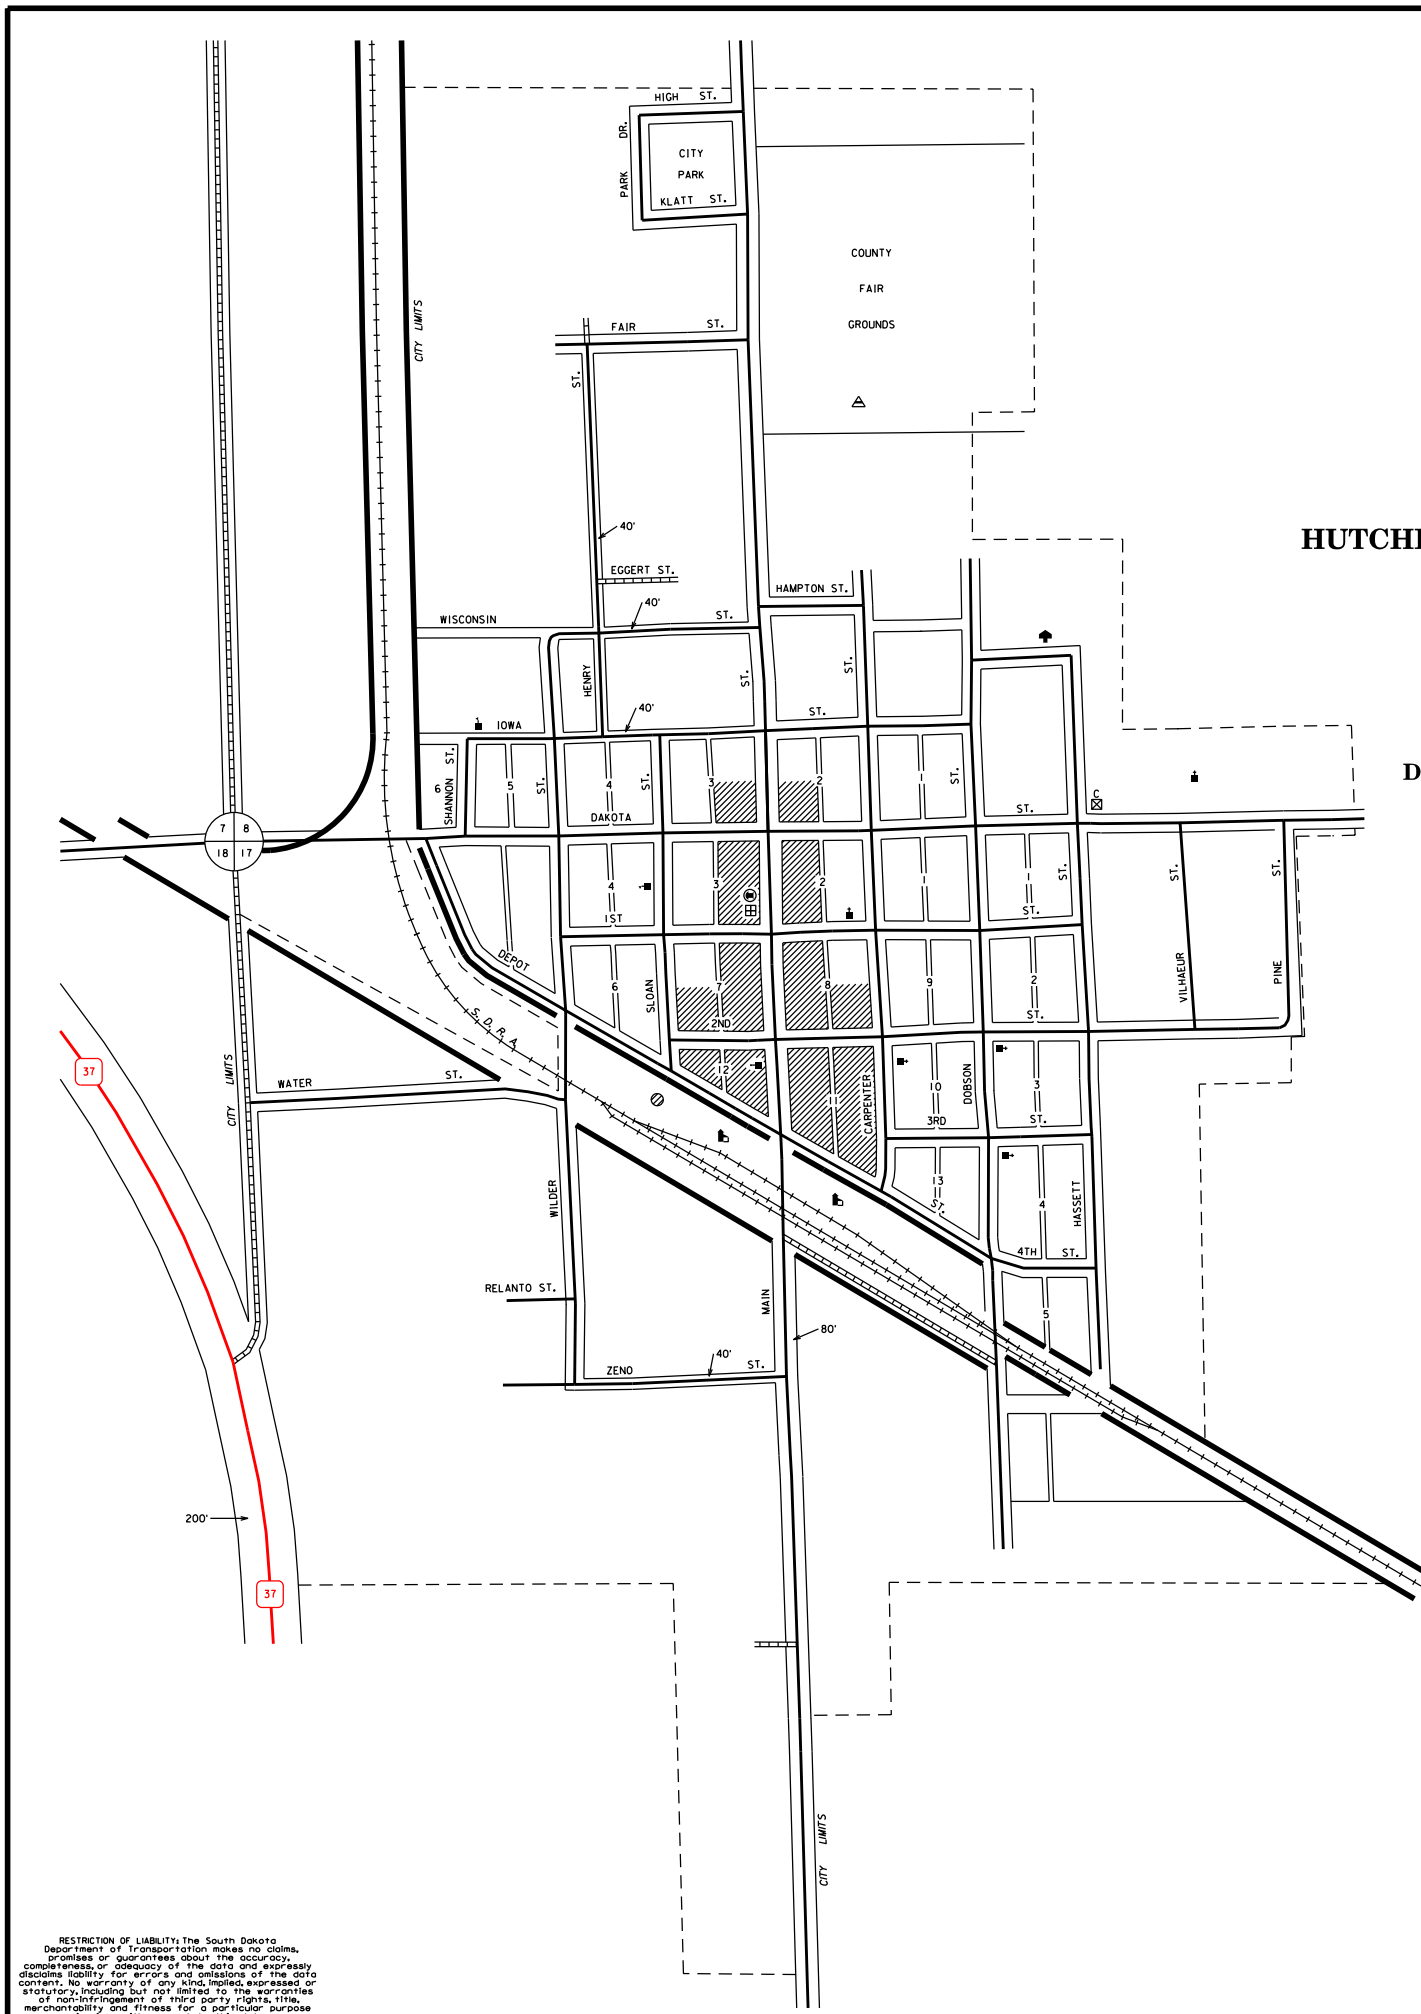 HIGH ST.
PARK DR.
CITY
PARK
KLATT ST.
COUNTY
FAIR
GROUNDS
CITY LIMITS
FAIR ST.
ST.
40'
HUTCH
EGGERT ST.
HAMPTON ST.
40'
WISCONSIN ST.
HENRY
ST.
ST.
40'
ST.
IOWA
D
SHANNON ST.
6
5
ST.
4
ST.
3
2
1
ST.
C
DAKOTA ST.
7 8
18 17
4
3
2
1
1
ST.
ST.
ST.
1ST ST.
DEPOT
6
SLOAN
7
8
9
2
VILHAEUR
PINE
S. D. R. A.
2ND ST.
CITY LIMITS
37
WATER ST.
12
11
CARPENTER
10
DOBSON
3
3RD ST.
WILDER
13
ST.
4
HASSETT
4TH ST.
RELANTO ST.
MAIN
80'
5
ZENO ST.
40'
200'
37
CITY LIMITS
RESTRICTION OF LIABILITY: The South Dakota
Department of Transportation makes no claims,
promises or guarantees about the accuracy,
completeness, or adequacy of the data and expressly
disclaims liability for errors and omissions of the data
content. No warranty of any kind, implied, expressed or
statutory, including but not limited to the warranties
of non-infringement of third party rights, title,
merchantability and fitness for a particular purpose